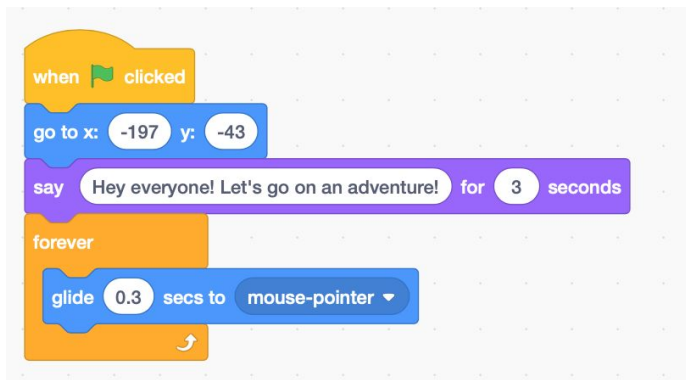 when clicked
go to x: -197 y: -43
say Hey everyone! Let's go on an adventure! for 3 seconds
forever
glide 0.3 secs to mouse-pointer